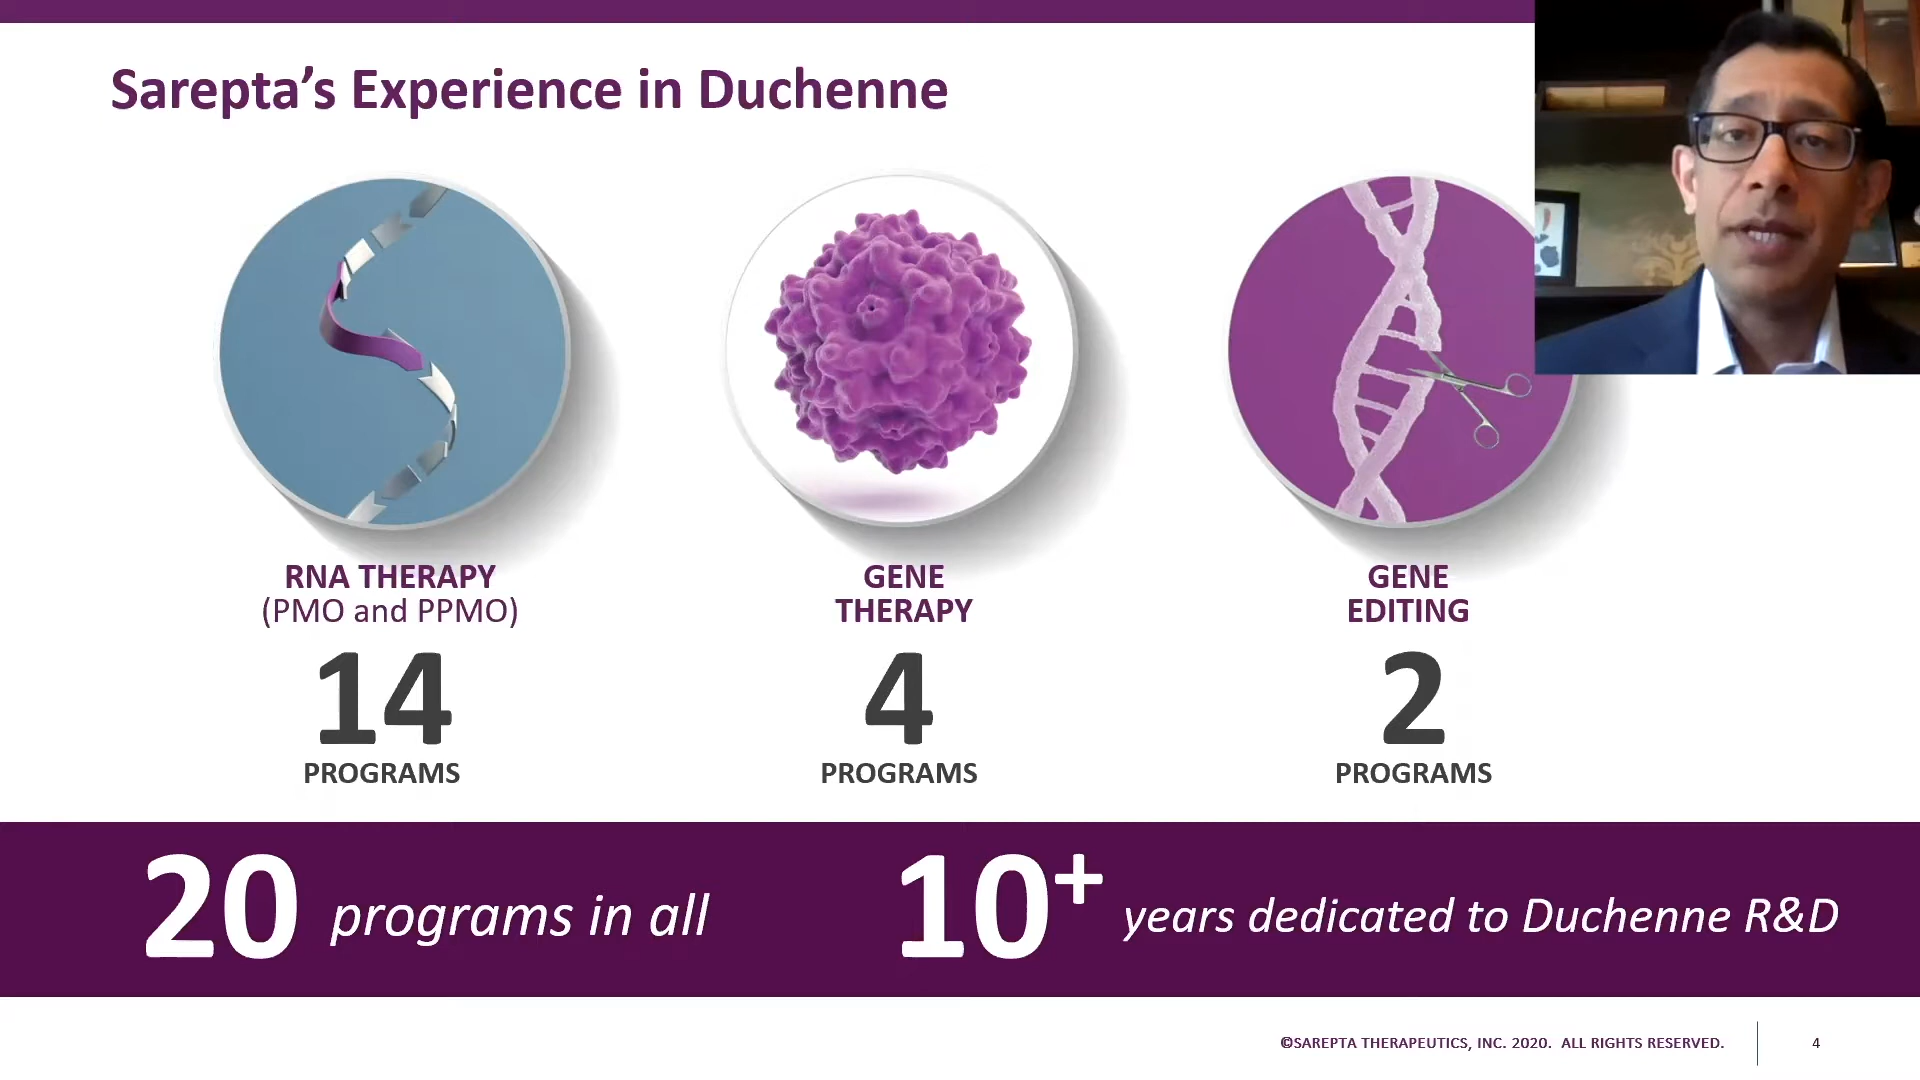 Sarepta’s Experience in Duchenne
RNA THERAPY
(PMO and PPMO)
14
PROGRAMS
GENE
THERAPY
4
PROGRAMS
GENE
EDITING
2
PROGRAMS
20 programs in all
10+ years dedicated to Duchenne R&D
©SAREPTA THERAPEUTICS, INC. 2020. ALL RIGHTS RESERVED.
4